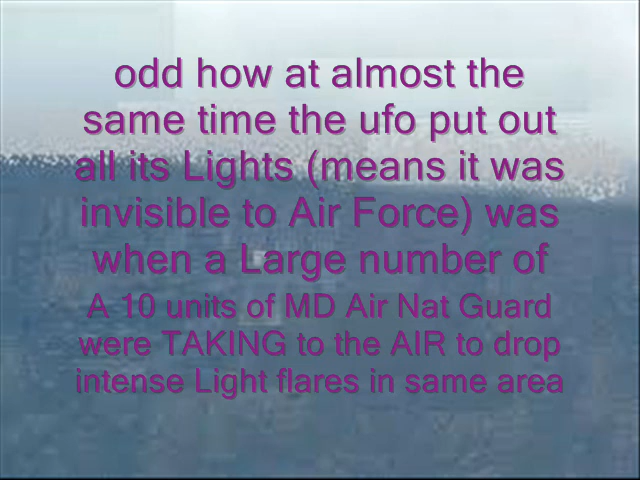 odd how at almost the
same time the ufo put out
all its Lights (means it was
invisible to Air Force) was
when a Large number of
A 10 units of MD Air Nat Guard
were TAKING to the AIR to drop
intense Light flares in same area